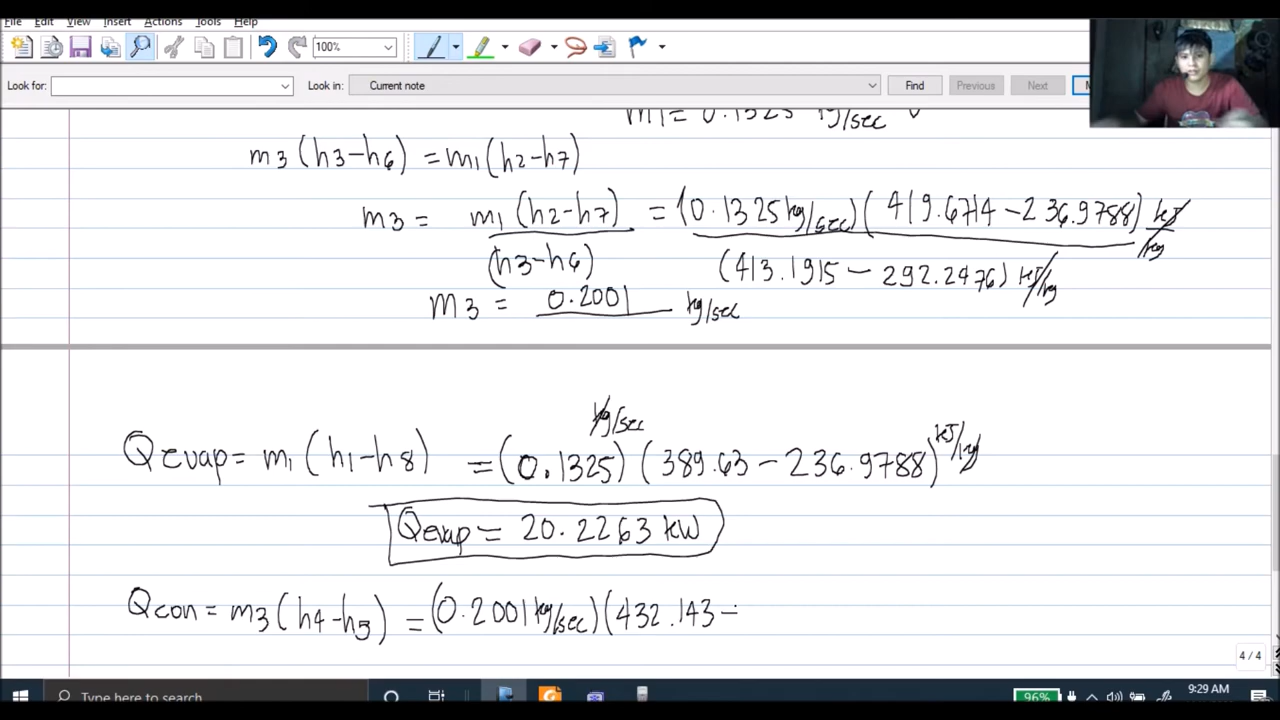 File Edit View Insert Actions Tools Help
100%
Look for: Look in: Current note Find Previous Next
m1 = 0.1325 kg/sec
m3 (h3-h6) = m1 (h2-h7)
m3 = m1 (h2-h7) = (0.1325 kg/sec)(419.6714 - 236.9788) kJ/kg
(h3-h6) (413.1915 - 292.2476) kJ/kg
m3 = 0.2001 kg/sec
kg/sec
Qevap = m1 (h1-h8) = (0.1325) (389.63 - 236.9788) kJ/kg
Qevap = 20.2263 kW
Qcon = m3 (h4-h5) = (0.2001 kg/sec)(432.143 -
4/4
Type here to search 96% 9:29 AM